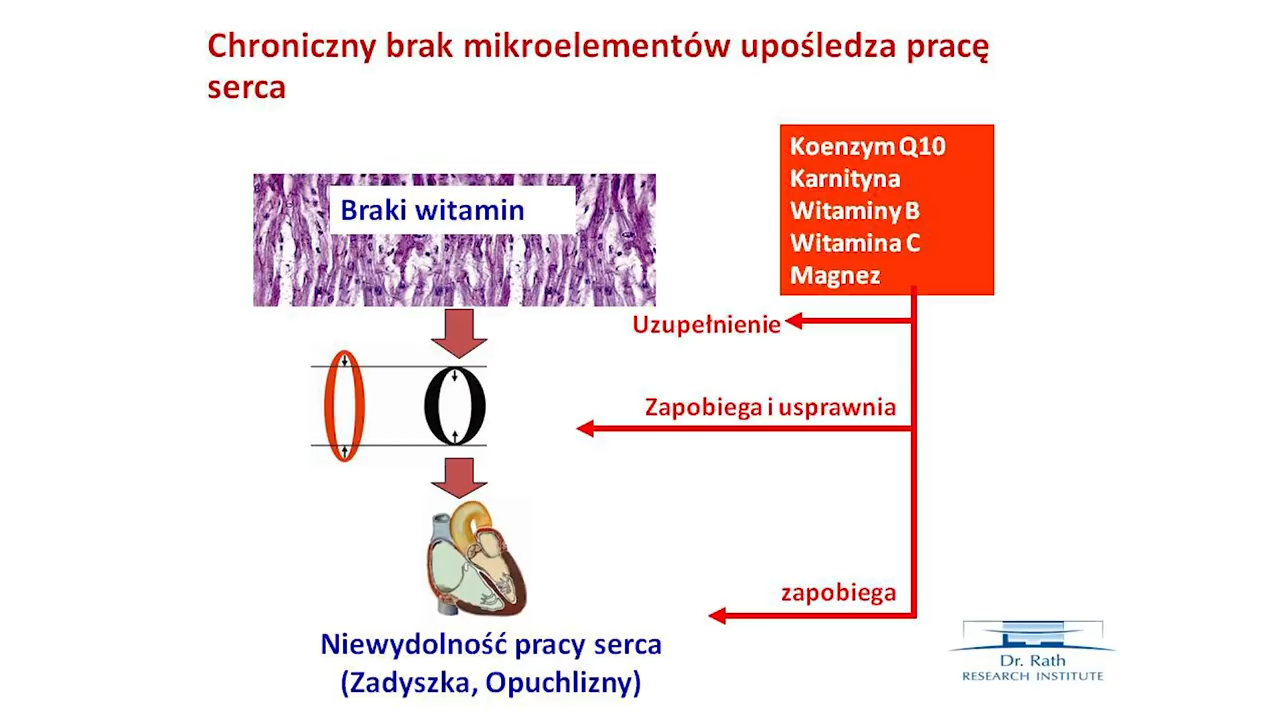 Chroniczny brak mikroelementów upośledza pracę
serca
Koenzym Q10
Karnityna
Witaminy B
Witamina C
Magnez
Braki witamin
Uzupełnienie
Zapobiega i usprawnia
zapobiega
Niewydolność pracy serca
(Zadyszka, Opuchlizny)
Dr. Rath
RESEARCH INSTITUTE